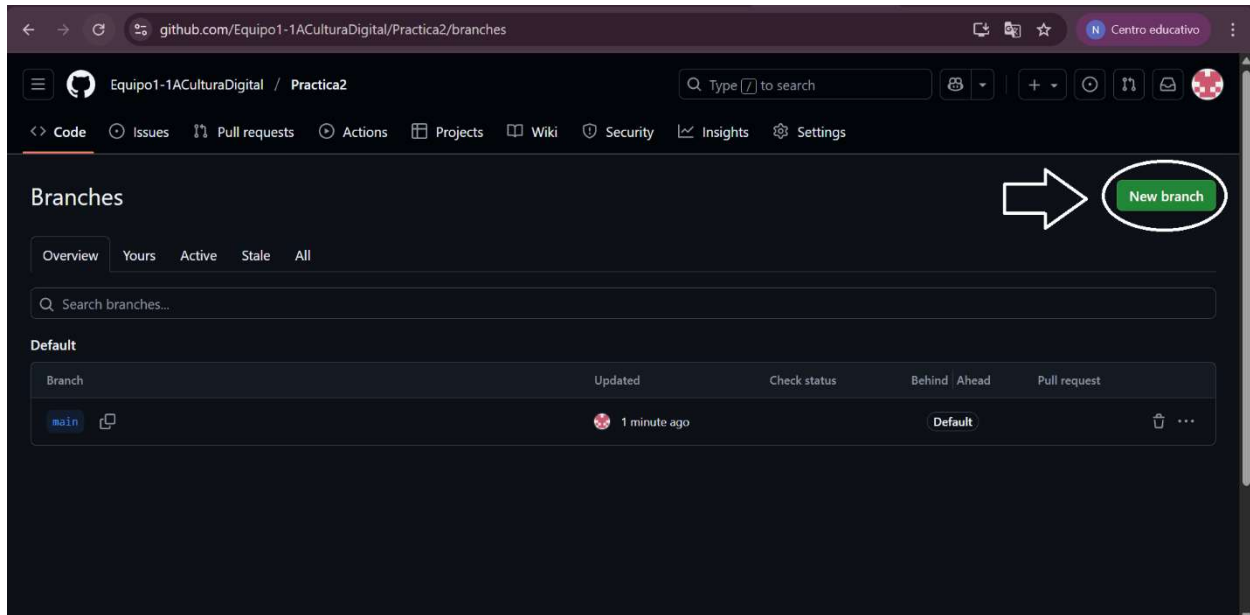 github.com/Equipo1-1ACulturaDigital/Practica2/branches
N Centro educativo
Equipo1-1ACulturaDigital / Practica2
Type / to search
Code Issues Pull requests Actions Projects Wiki Security Insights Settings
Branches
New branch
Overview Yours Active Stale All
Search branches...
Default
Branch Updated Check status Behind Ahead Pull request
main 1 minute ago Default